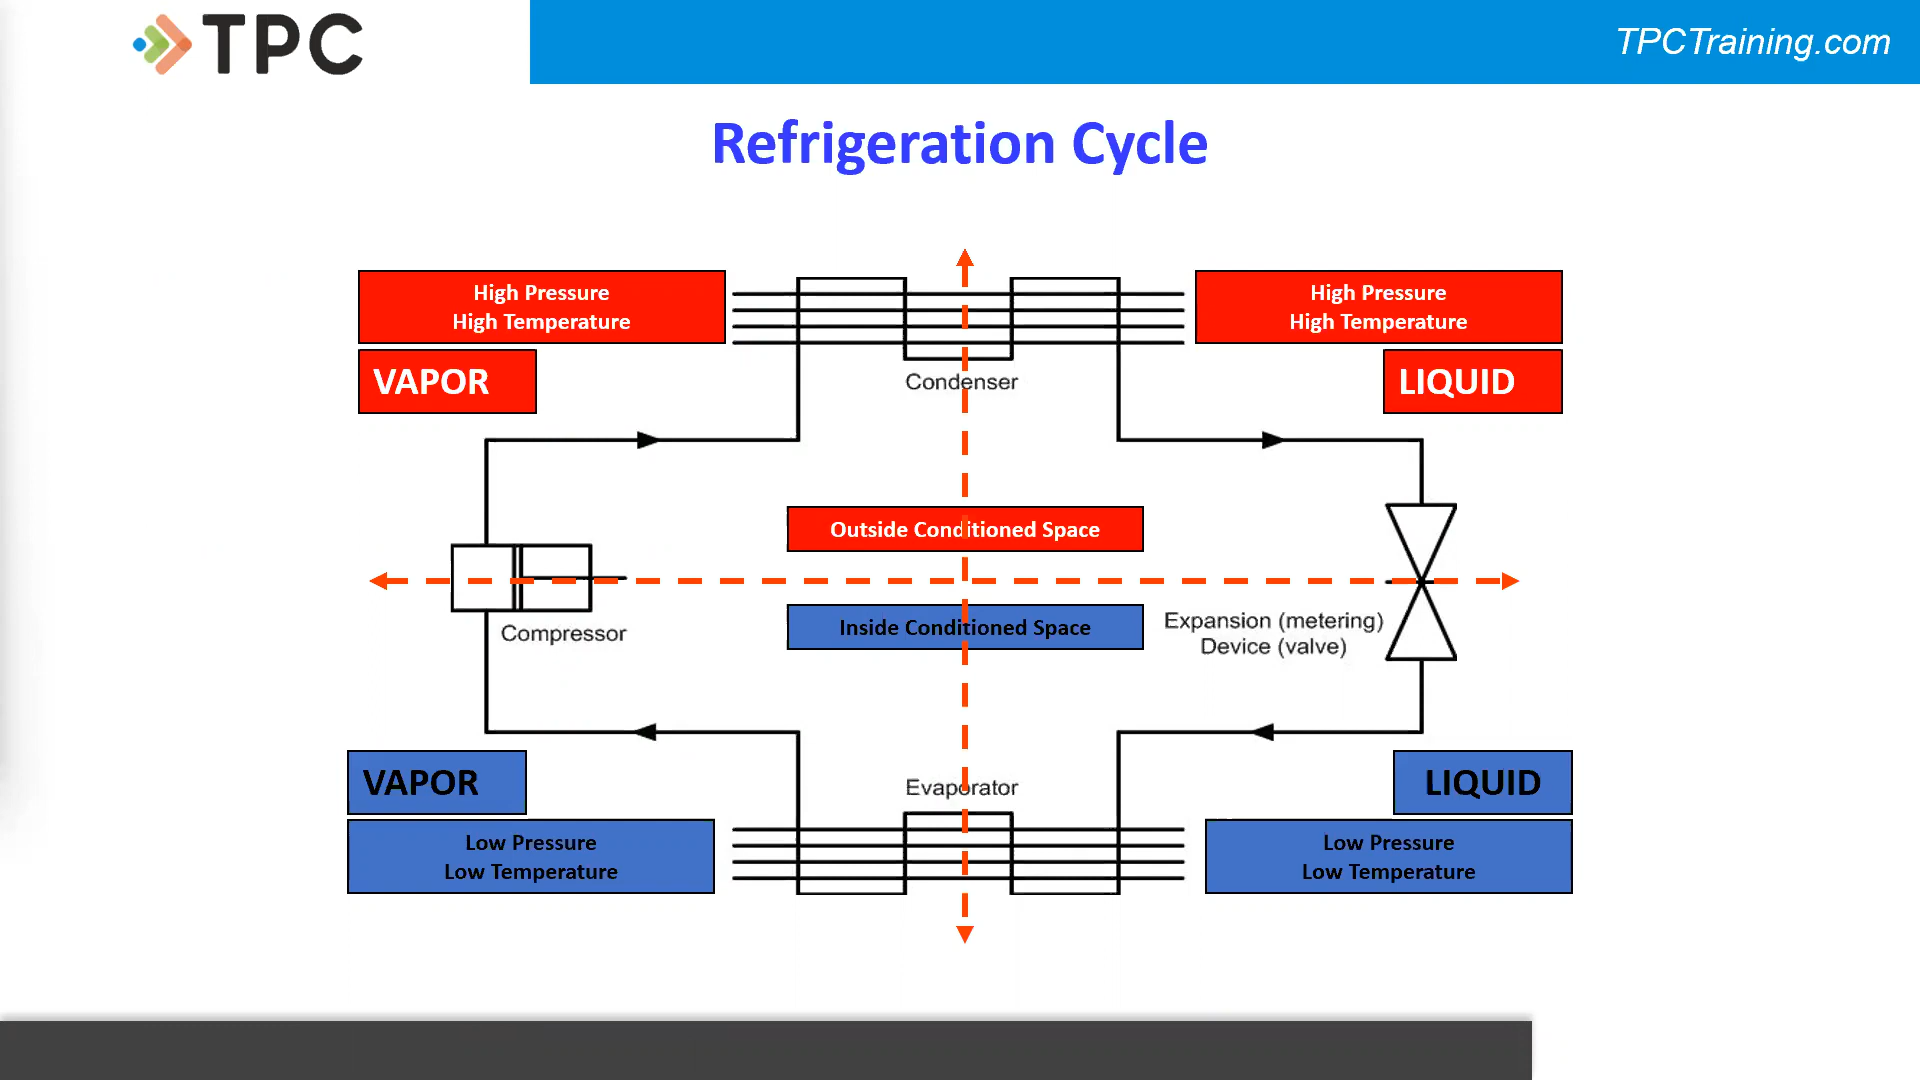 TPC
TPCTraining.com
Refrigeration Cycle
High Pressure
High Temperature
VAPOR
High Pressure
High Temperature
LIQUID
Condenser
Outside Conditioned Space
Inside Conditioned Space
Compressor
Expansion (metering)
Device (valve)
VAPOR
Low Pressure
Low Temperature
Evaporator
LIQUID
Low Pressure
Low Temperature